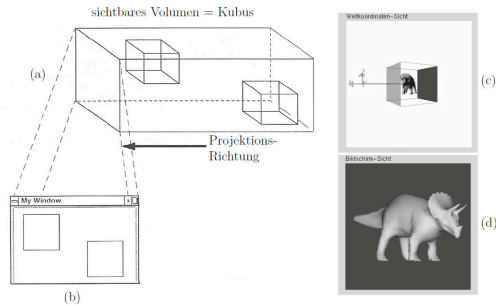 sichtbares Volumen = Kubus
(a)
Projektions-
Richtung
My Window
(b)
Weltkoordinaten-Sicht
(c)
Bildschirm-Sicht
(d)